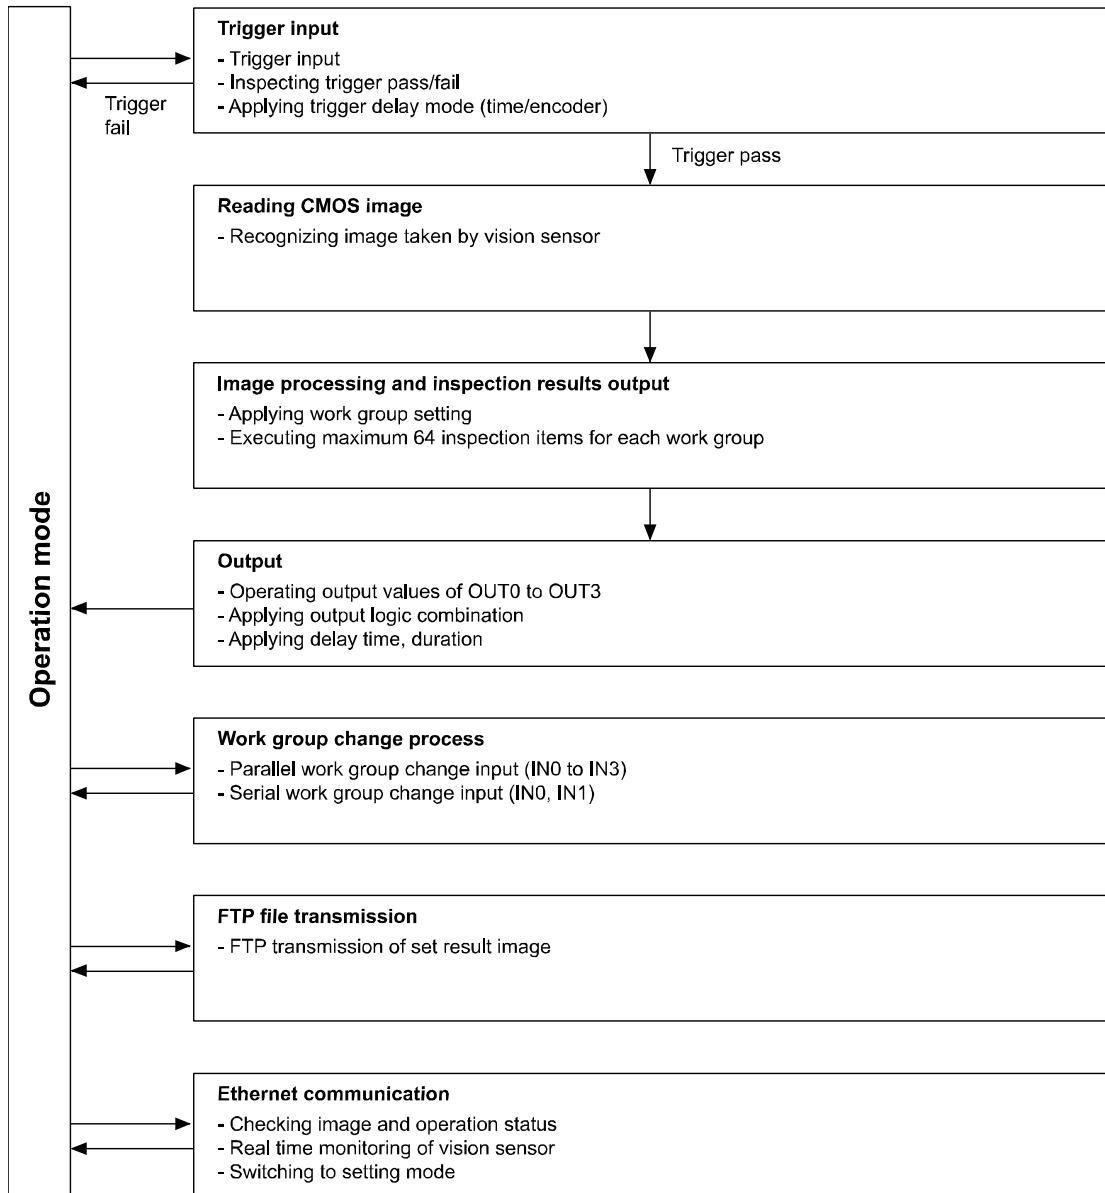 Operation mode
Trigger input
- Trigger input
- Inspecting trigger pass/fail
- Applying trigger delay mode (time/encoder)
Trigger
fail
Trigger pass
Reading CMOS image
- Recognizing image taken by vision sensor
Image processing and inspection results output
- Applying work group setting
- Executing maximum 64 inspection items for each work group
Output
- Operating output values of OUT0 to OUT3
- Applying output logic combination
- Applying delay time, duration
Work group change process
- Parallel work group change input (IN0 to IN3)
- Serial work group change input (IN0, IN1)
FTP file transmission
- FTP transmission of set result image
Ethernet communication
- Checking image and operation status
- Real time monitoring of vision sensor
- Switching to setting mode